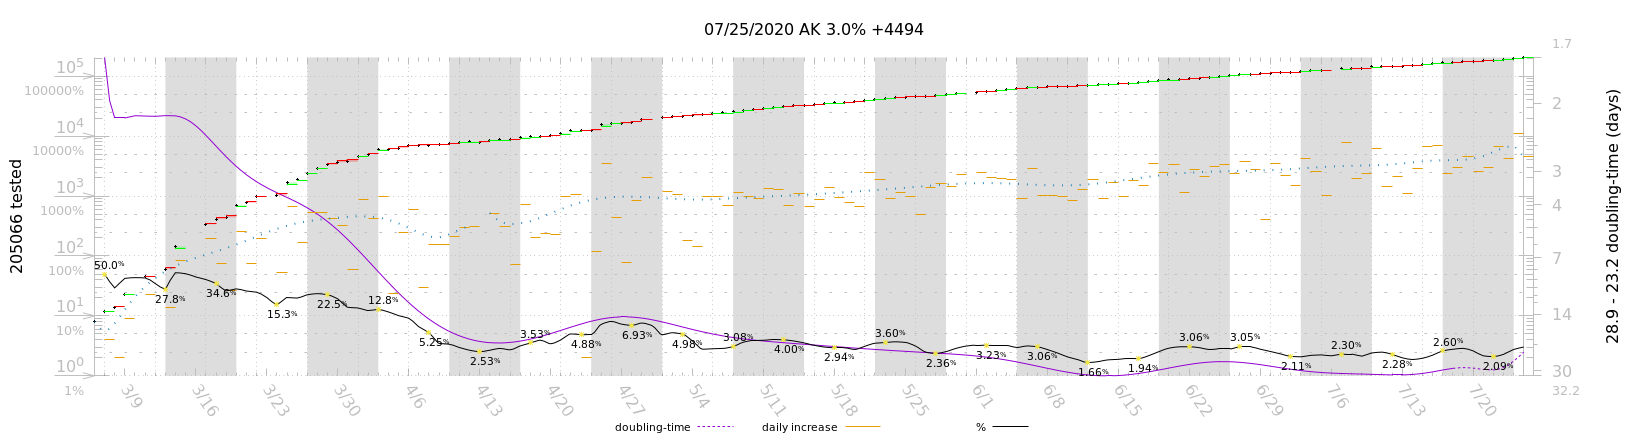 07/25/2020 AK 3.0% +4494
1.7
10⁵
100000% 2
10⁴
10000%
10³ 3
1000% 4
10²
100% 7
10¹
10% 14
10⁰ 30
1% 32.2
205066 tested
28.9 - 23.2 doubling-time (days)
50.0% 27.8% 34.6% 15.3% 22.5% 12.8% 5.25% 2.53% 3.53% 4.88% 6.93% 4.98% 3.08% 4.00% 2.94% 3.60% 2.36% 3.23% 3.06% 1.66% 1.94% 3.06% 3.05% 2.11% 2.30% 2.28% 2.60% 2.09%
3/9 3/16 3/23 3/30 4/6 4/13 4/20 4/27 5/4 5/11 5/18 5/25 6/1 6/8 6/15 6/22 6/29 7/6 7/13 7/20
doubling-time daily increase %